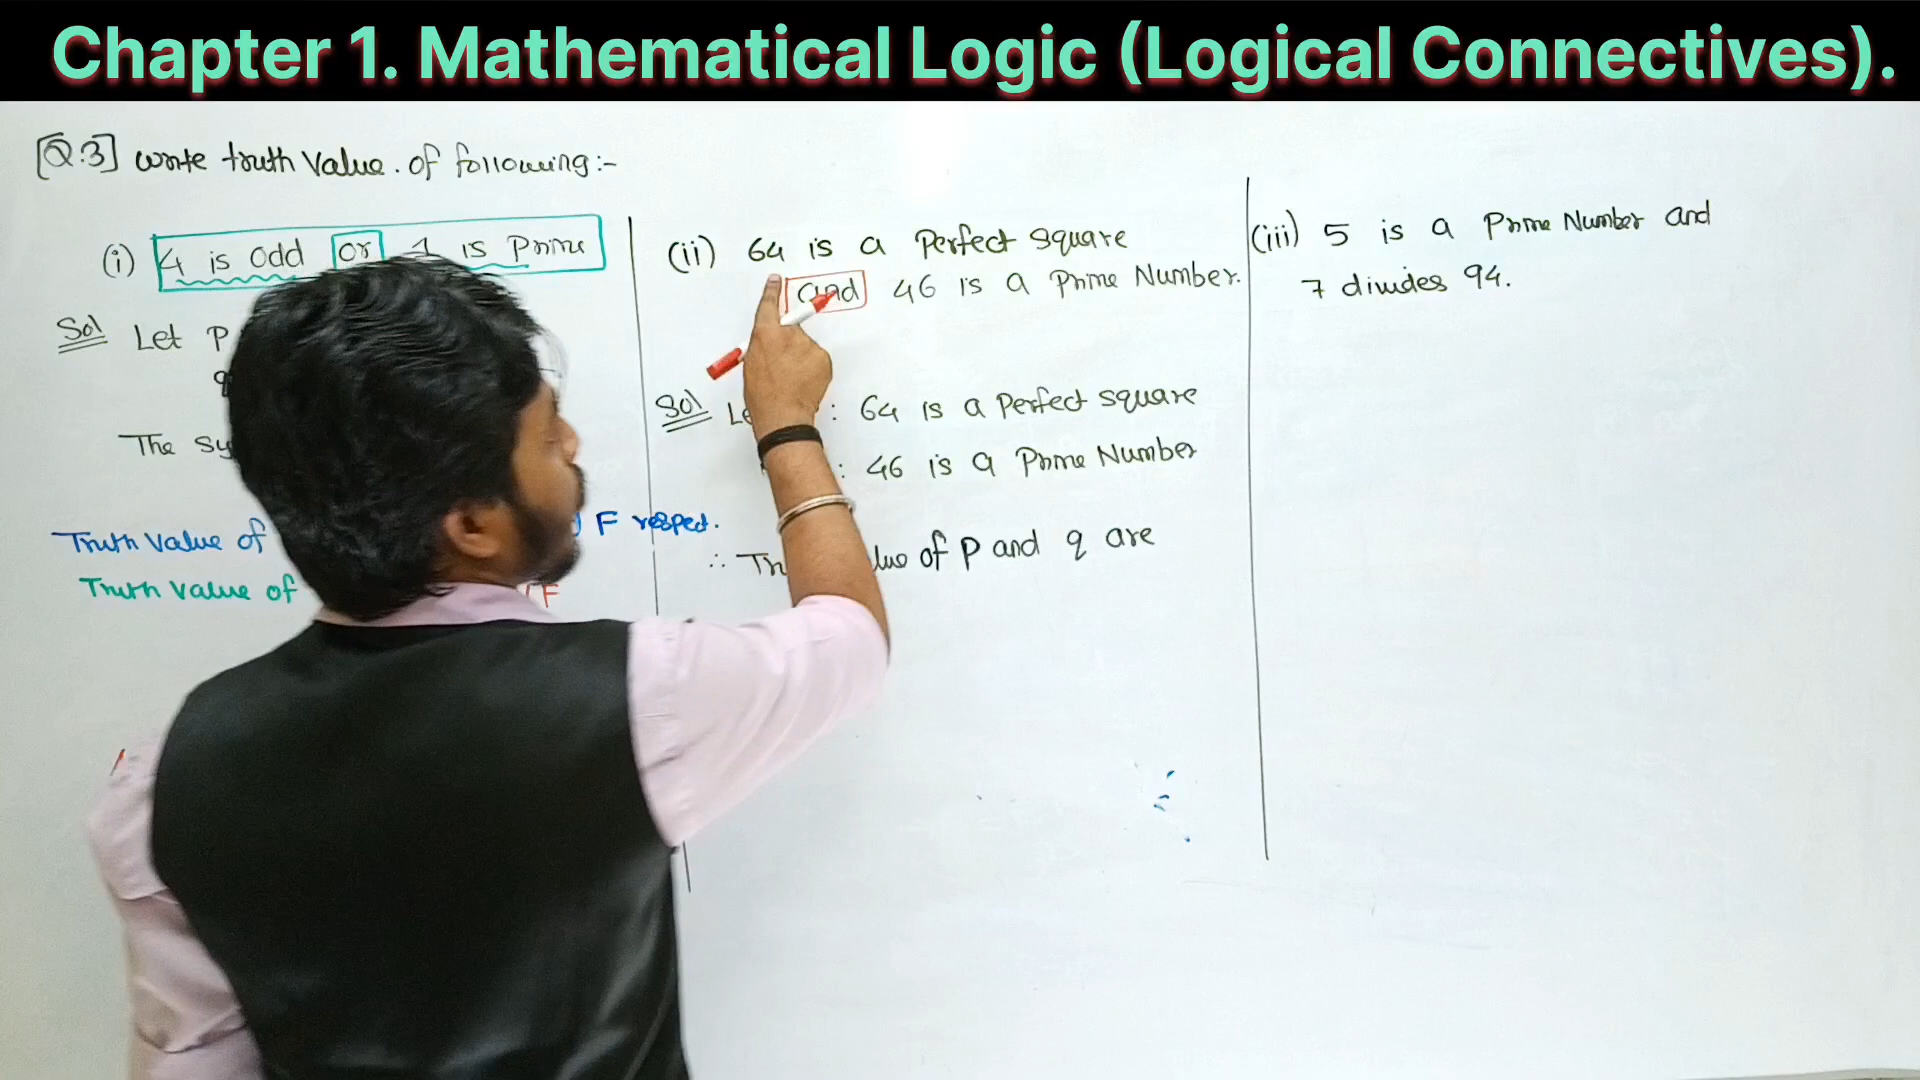 Chapter 1. Mathematical Logic (Logical Connectives).
[Q.3] write truth Value. of following:-
(i) 4 is odd or 1 is Prime
Sol Let P
q
The sy
Truth Value of F respect.
Truth Value of F
(ii) 64 is a Perfect square
and 46 is a Prime Number.
Sol : 64 is a Perfect square
: 46 is a Prime Number
∴ of P and q are
(iii) 5 is a Prime Number and
7 divides 94.